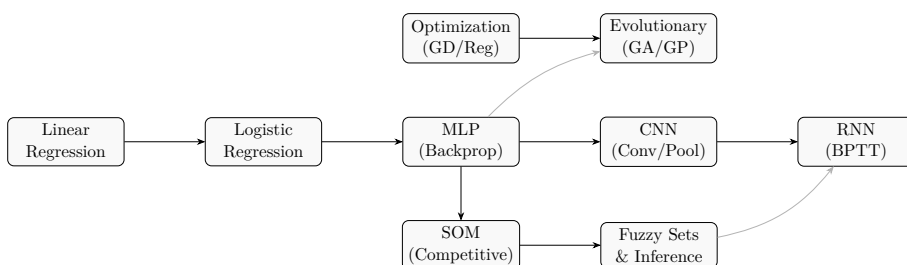 Optimization
(GD/Reg)
Evolutionary
(GA/GP)
Linear
Regression
Logistic
Regression
MLP
(Backprop)
CNN
(Conv/Pool)
RNN
(BPTT)
SOM
(Competitive)
Fuzzy Sets
& Inference